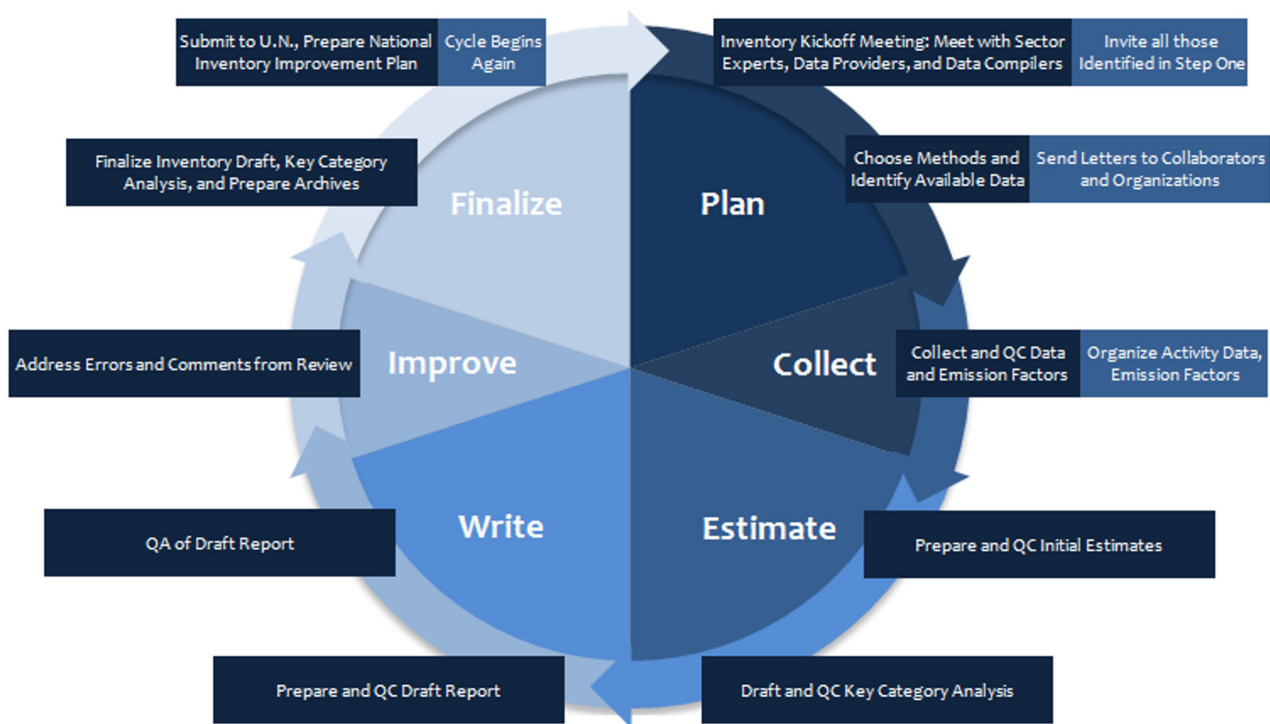 Submit to U.N., Prepare National
Inventory Improvement Plan
Cycle Begins
Again
Inventory Kickoff Meeting: Meet with Sector
Experts, Data Providers, and Data Compilers
Invite all those
Identified in Step One
Finalize Inventory Draft, Key Category
Analysis, and Prepare Archives
Finalize
Plan
Choose Methods and
Identify Available Data
Send Letters to Collaborators
and Organizations
Address Errors and Comments from Review
Improve
Collect
Collect and QC Data
and Emission Factors
Organize Activity Data,
Emission Factors
QA of Draft Report
Write
Estimate
Prepare and QC Initial Estimates
Prepare and QC Draft Report
Draft and QC Key Category Analysis